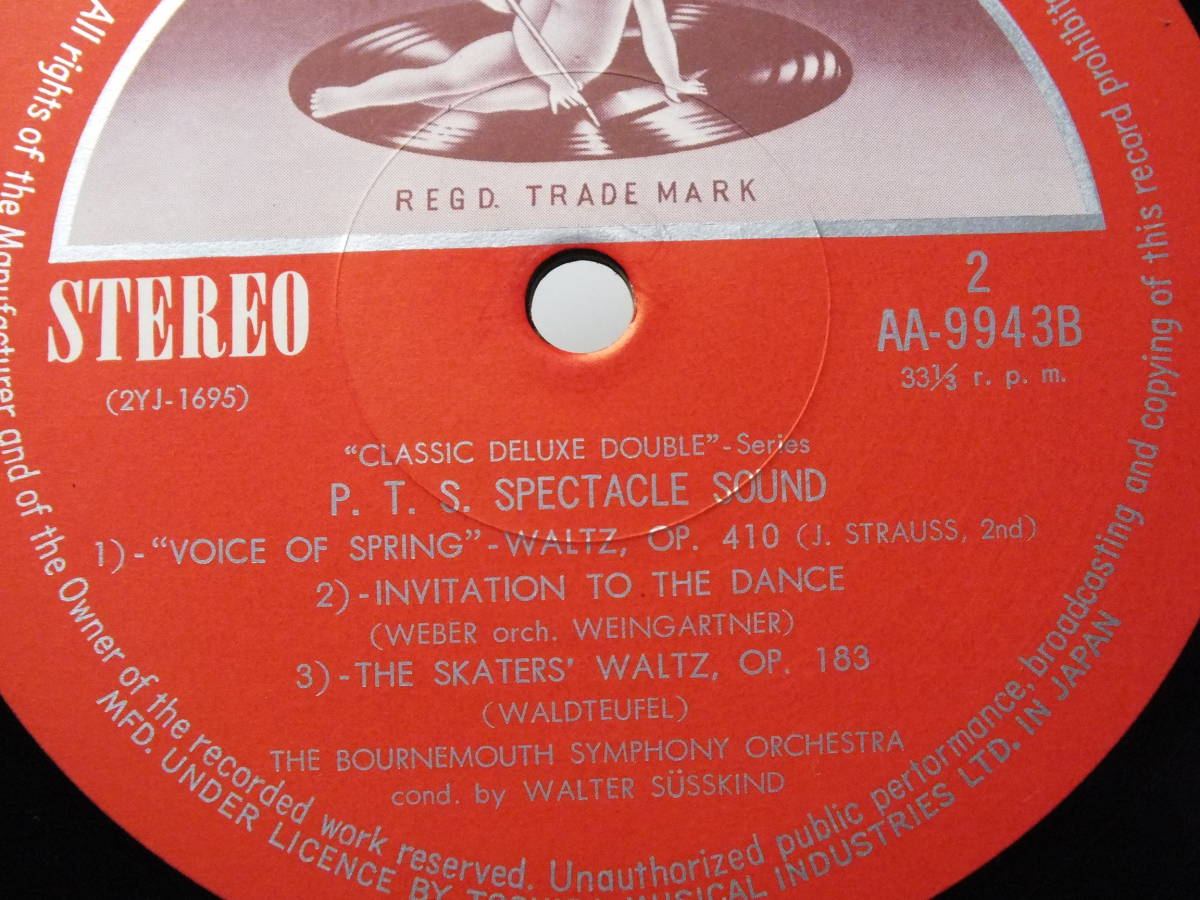 REGD. TRADE MARK
STEREO
(2YJ-1695)
2
AA-9943B
33⅓ r. p. m.
“CLASSIC DELUXE DOUBLE”-Series
P. T. S. SPECTACLE SOUND
1)-“VOICE OF SPRING”-WALTZ, OP. 410 (J. STRAUSS, 2nd)
2)-INVITATION TO THE DANCE
(WEBER orch. WEINGARTNER)
3)-THE SKATERS' WALTZ, OP. 183
(WALDTEUFEL)
THE BOURNEMOUTH SYMPHONY ORCHESTRA
cond. by WALTER SÜSSKIND
All rights of the Manufacturer and of the Owner of the recorded work reserved. Unauthorized public performance, broadcasting and copying of this record prohibited
MFD. UNDER LICENCE BY TOSHIBA MUSICAL INDUSTRIES LTD. IN JAPAN